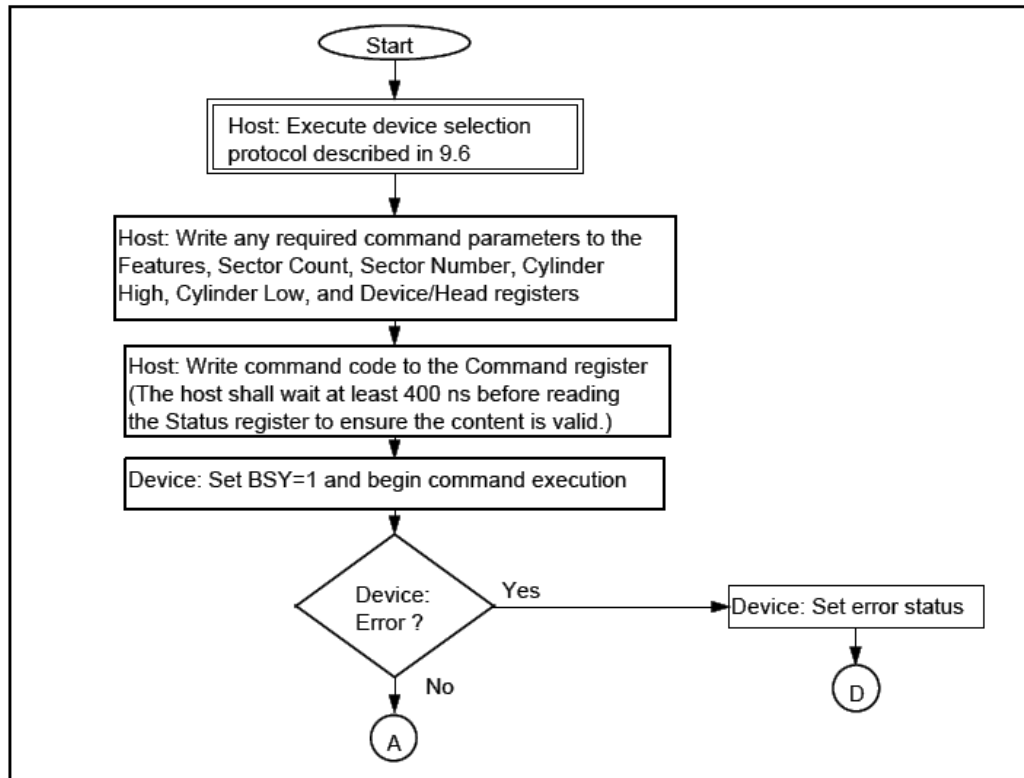 Start
Host: Execute device selection
protocol described in 9.6
Host: Write any required command parameters to the
Features, Sector Count, Sector Number, Cylinder
High, Cylinder Low, and Device/Head registers
Host: Write command code to the Command register
(The host shall wait at least 400 ns before reading
the Status register to ensure the content is valid.)
Device: Set BSY=1 and begin command execution
Device:
Error ?
Yes
Device: Set error status
No
D
A